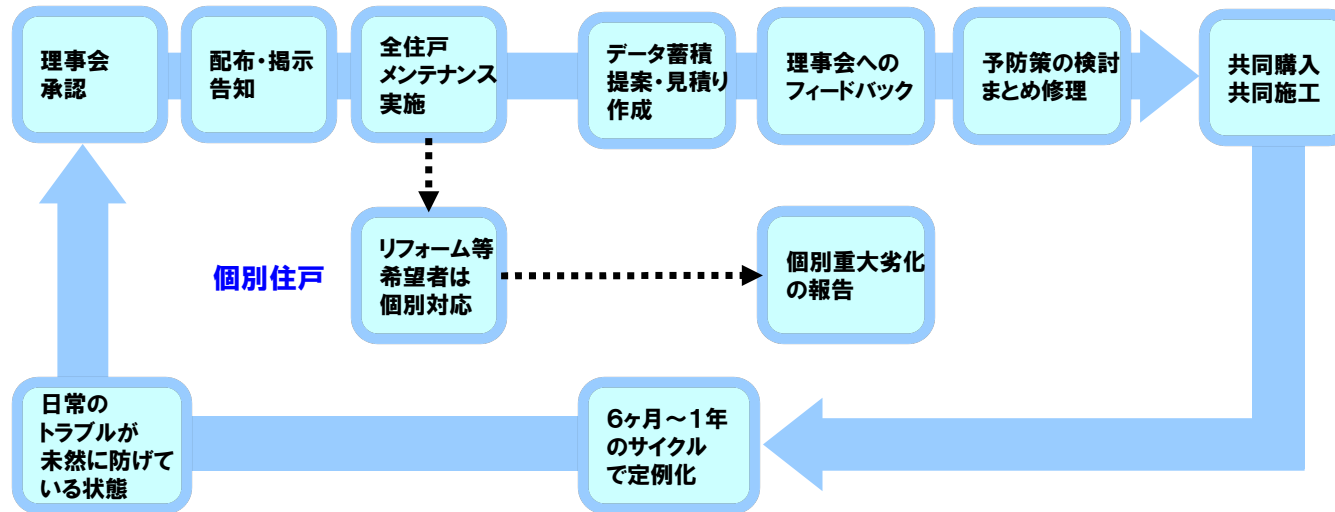 理事会
承認
配布・掲示
告知
全住戸
メンテナンス
実施
データ蓄積
提案・見積り
作成
理事会への
フィードバック
予防策の検討
まとめ修理
共同購入
共同施工
個別住戸
リフォーム等
希望者は
個別対応
個別重大劣化
の報告
日常の
トラブルが
未然に防げて
いる状態
6ヶ月～1年
のサイクル
で定例化